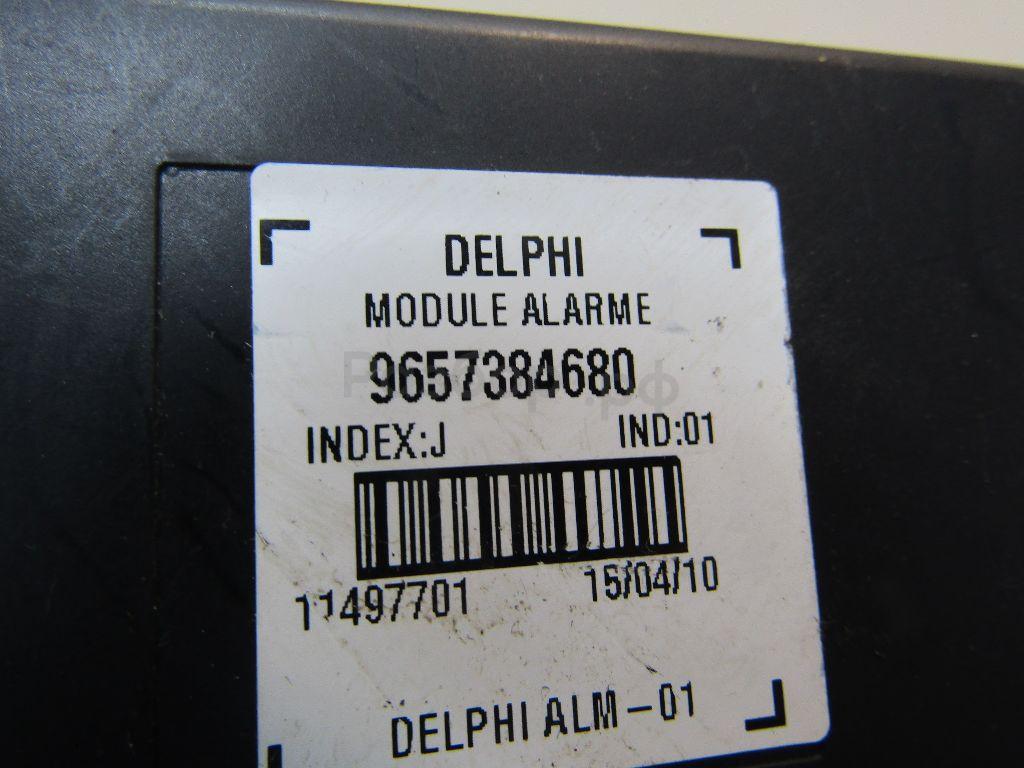 DELPHI
MODULE ALARME
9657384680
INDEX:J IND:01
11497701 15/04/10
DELPHI ALM-01